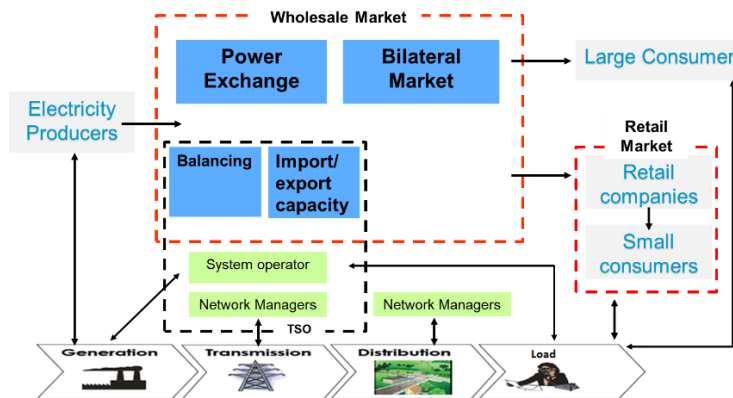 Wholesale Market
Power
Exchange
Bilateral
Market
Large Consumer
Electricity
Producers
Retail
Market
Balancing
Import/
export
capacity
Retail
companies
Small
consumers
System operator
Network Managers
Network Managers
TSO
Generation
Transmission
Distribution
Load